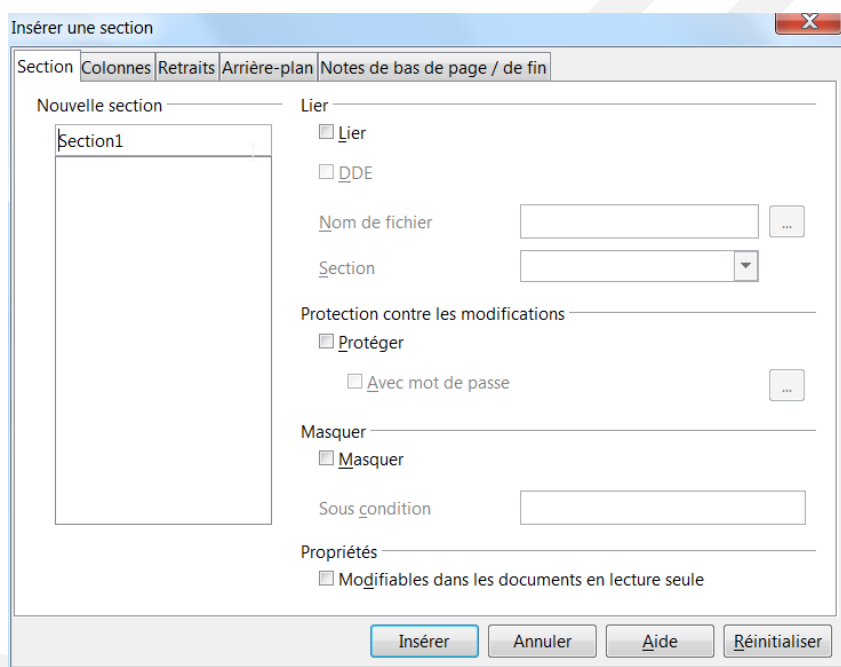 Insérer une section
Section Colonnes Retraits Arrière-plan Notes de bas de page / de fin
Nouvelle section
Section1
Lier
Lier
DDE
Nom de fichier
...
Section
Protection contre les modifications
Protéger
Avec mot de passe
...
Masquer
Masquer
Sous condition
Propriétés
Modifiables dans les documents en lecture seule
Insérer Annuler Aide Réinitialiser